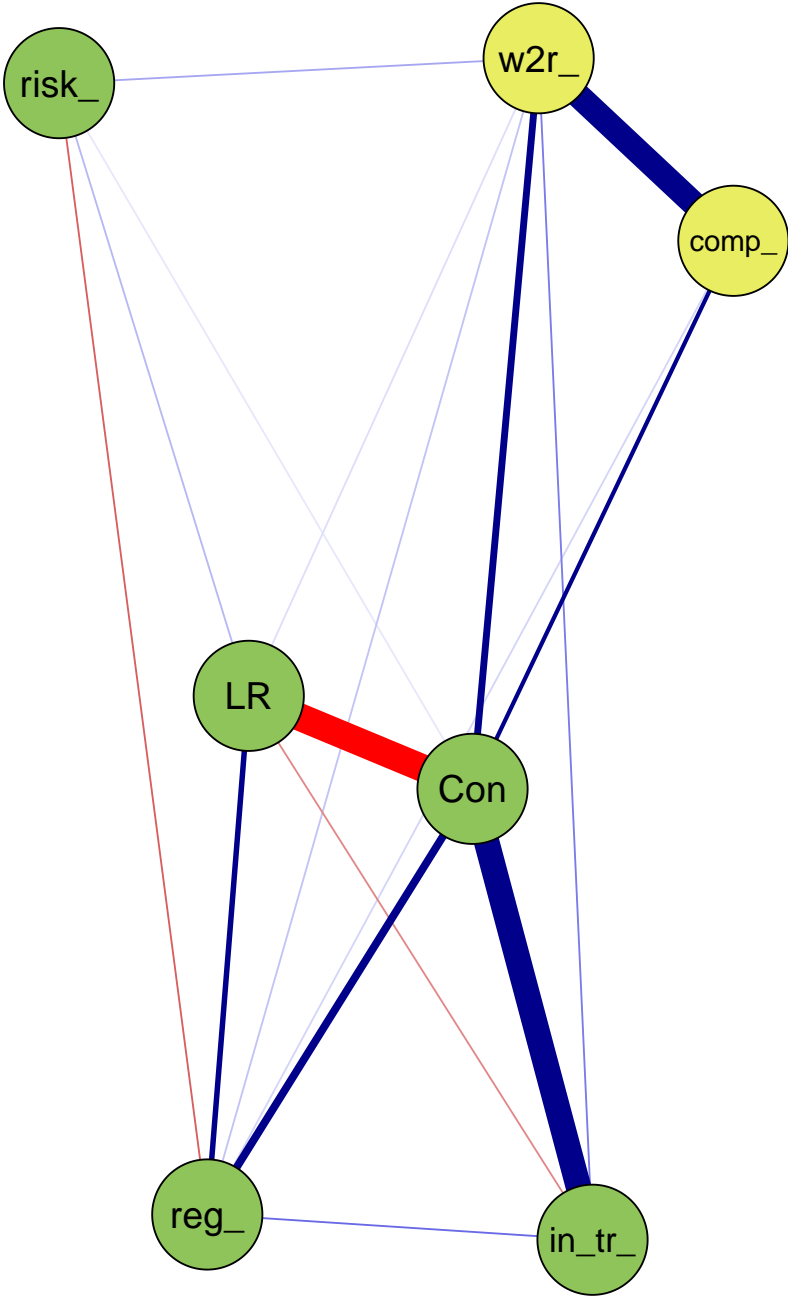 w2r_
risk_
comp_
LR
Con
reg_
in_tr_